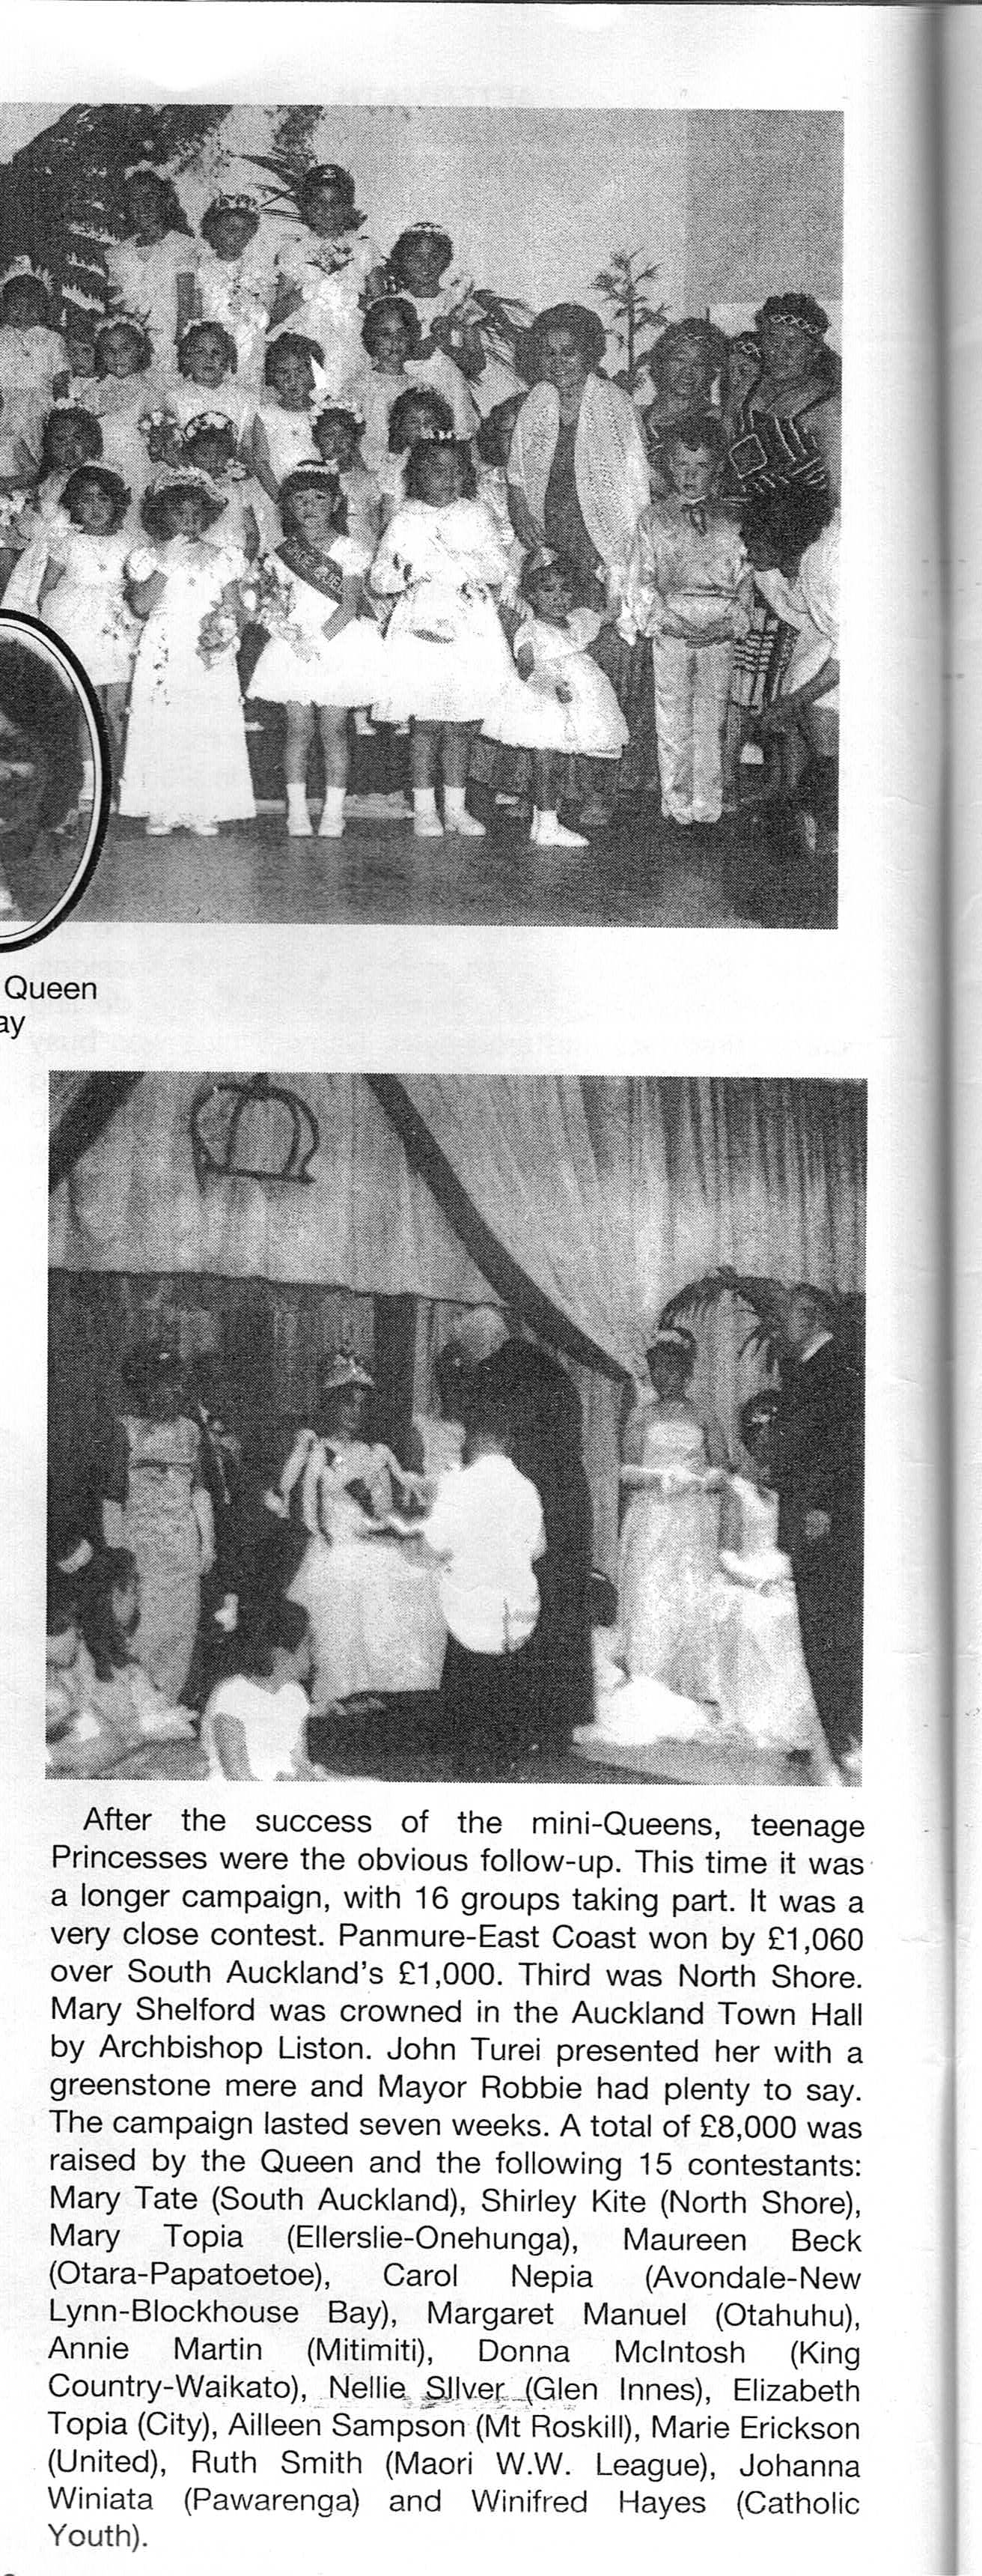 Queen
ay
After the success of the mini-Queens, teenage
Princesses were the obvious follow-up. This time it was
a longer campaign, with 16 groups taking part. It was a
very close contest. Panmure-East Coast won by £1,060
over South Auckland's £1,000. Third was North Shore.
Mary Shelford was crowned in the Auckland Town Hall
by Archbishop Liston. John Turei presented her with a
greenstone mere and Mayor Robbie had plenty to say.
The campaign lasted seven weeks. A total of £8,000 was
raised by the Queen and the following 15 contestants:
Mary Tate (South Auckland), Shirley Kite (North Shore),
Mary Topia (Ellerslie-Onehunga), Maureen Beck
(Otara-Papatoetoe), Carol Nepia (Avondale-New
Lynn-Blockhouse Bay), Margaret Manuel (Otahuhu),
Annie Martin (Mitimiti), Donna McIntosh (King
Country-Waikato), Nellie SIlver (Glen Innes), Elizabeth
Topia (City), Ailleen Sampson (Mt Roskill), Marie Erickson
(United), Ruth Smith (Maori W.W. League), Johanna
Winiata (Pawarenga) and Winifred Hayes (Catholic
Youth).